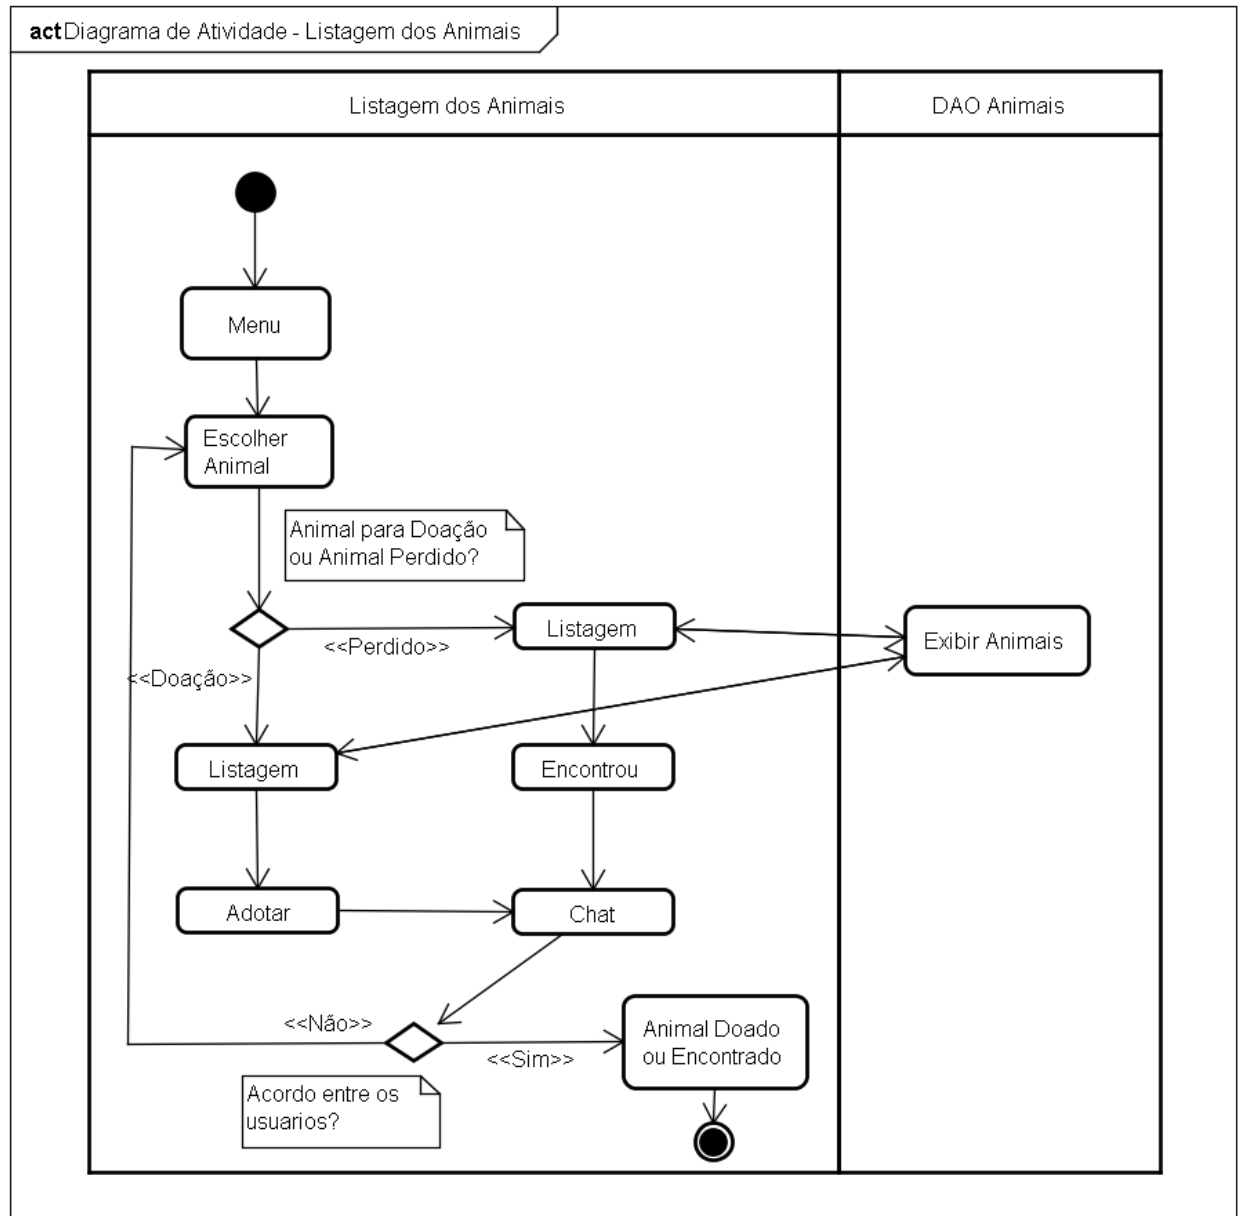 act Diagrama de Atividade - Listagem dos Animais
Listagem dos Animais
DAO Animais
Menu
Escolher
Animal
Animal para Doação
ou Animal Perdido?
Listagem
<<Perdido>>
Exibir Animais
<<Doação>>
Listagem
Encontrou
Adotar
Chat
<<Não>>
<<Sim>>
Animal Doado
ou Encontrado
Acordo entre os
usuarios?